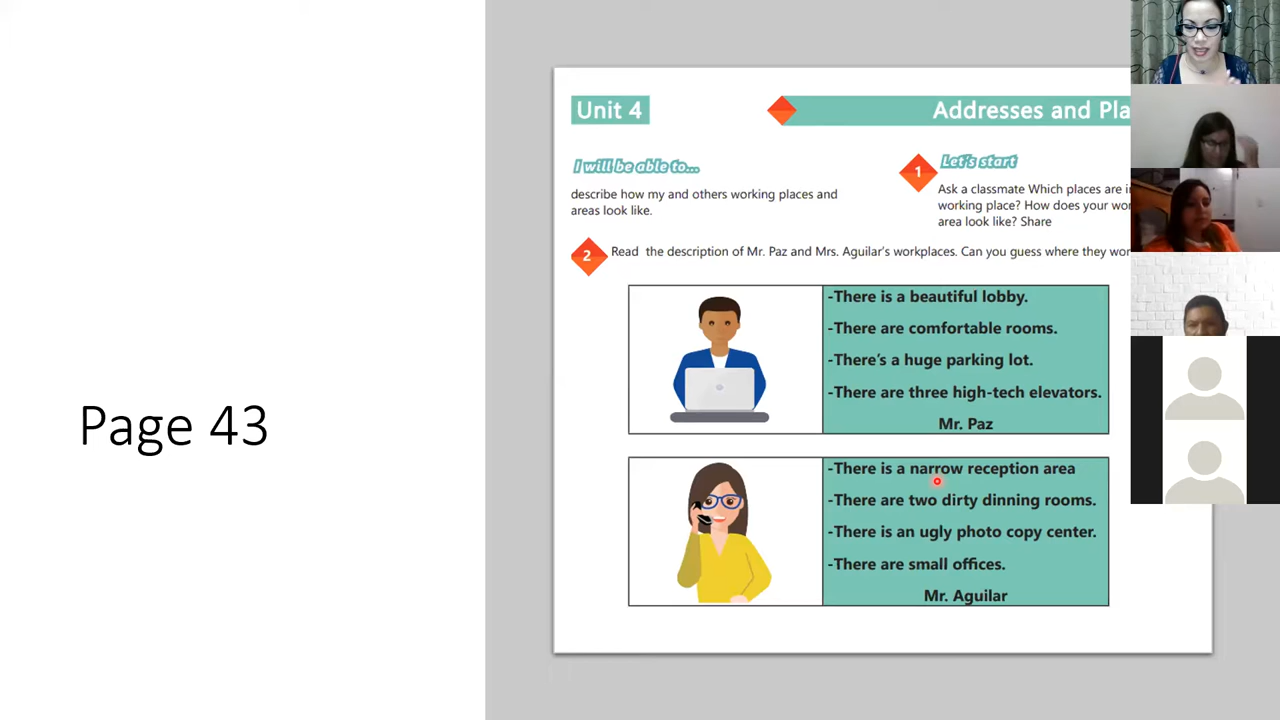 Page 43
Unit 4
Addresses and Pla
I will be able to...
describe how my and others working places and
areas look like.
1
Let's start
Ask a classmate Which places are in
working place? How does your wor
area look like? Share
2
Read the description of Mr. Paz and Mrs. Aguilar's workplaces. Can you guess where they wor
-There is a beautiful lobby.
-There are comfortable rooms.
-There's a huge parking lot.
-There are three high-tech elevators.
Mr. Paz
-There is a narrow reception area
-There are two dirty dinning rooms.
-There is an ugly photo copy center.
-There are small offices.
Mr. Aguilar